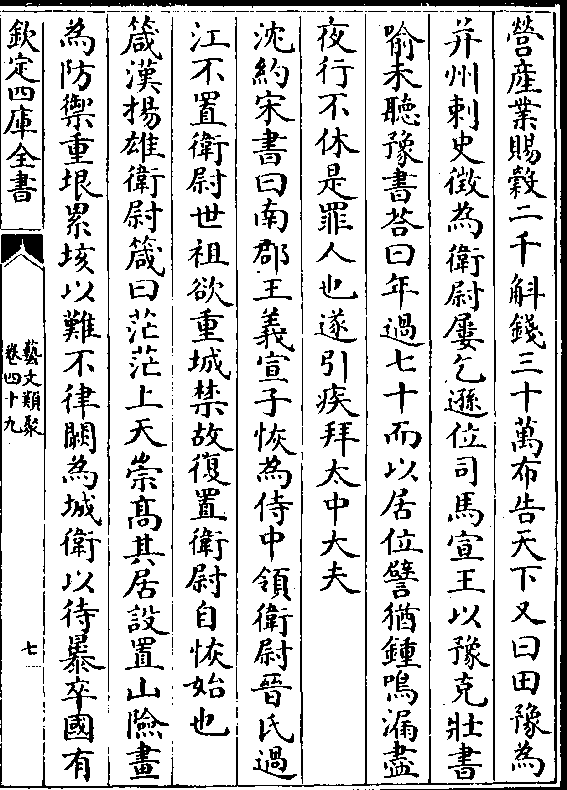 營産業賜穀二千斛錢三十萬布告天下又曰田豫為
并州刺史徴為衛尉屢乞遜位司馬宣王以豫克壯書
喻未聽豫書荅曰年過七十而以居位譬猶鍾鳴漏盡
夜行不休是罪人也遂引疾拜太中大夫
沈約宋書曰南郡王義宣子恢為侍中領衛尉晉氏過
江不置衛尉世祖欲重城禁故復置衛尉自恢始也
箴漢揚雄衛尉箴曰茫茫上天崇髙其居設置山險畫
為防禦重垠累垓以難不律闕為城衛以待暴卒國有
欽定四庫全書
藝文類聚
卷四十九
七